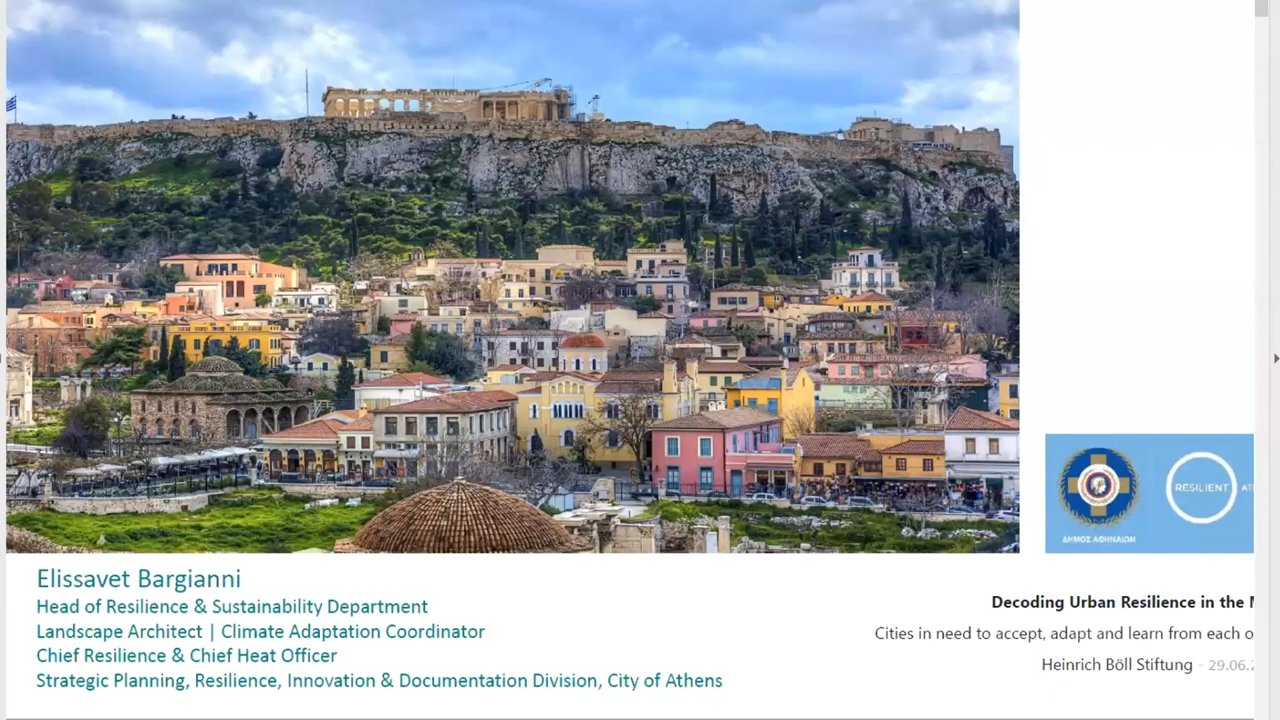 ΔΗΜΟΣ ΑΘΗΝΑΙΩΝ
RESILIENT
Elissavet Bargianni
Head of Resilience & Sustainability Department
Landscape Architect | Climate Adaptation Coordinator
Chief Resilience & Chief Heat Officer
Strategic Planning, Resilience, Innovation & Documentation Division, City of Athens
Decoding Urban Resilience in the
Cities in need to accept, adapt and learn from each
Heinrich Böll Stiftung - 29.06.